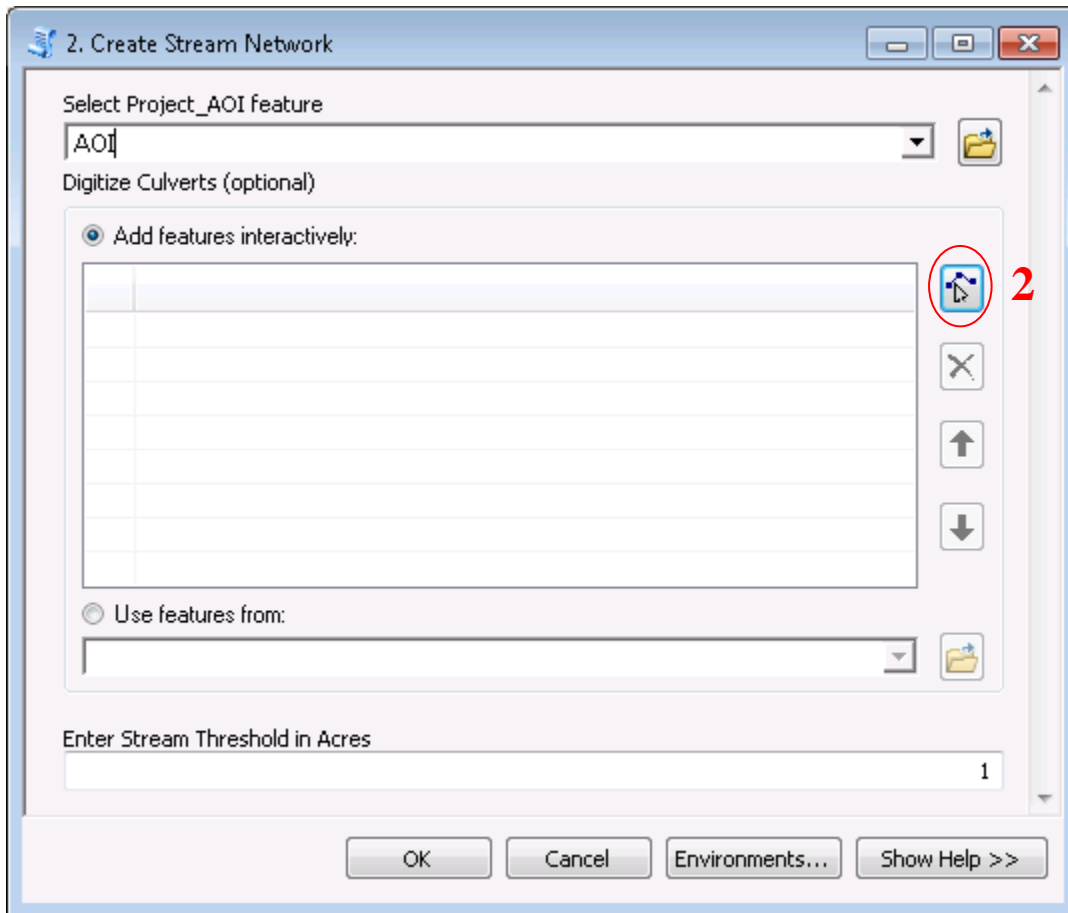 2. Create Stream Network
Select Project_AOI feature
AOI
Digitize Culverts (optional)
Add features interactively:
2
Use features from:
Enter Stream Threshold in Acres
1
OK
Cancel
Environments...
Show Help >>